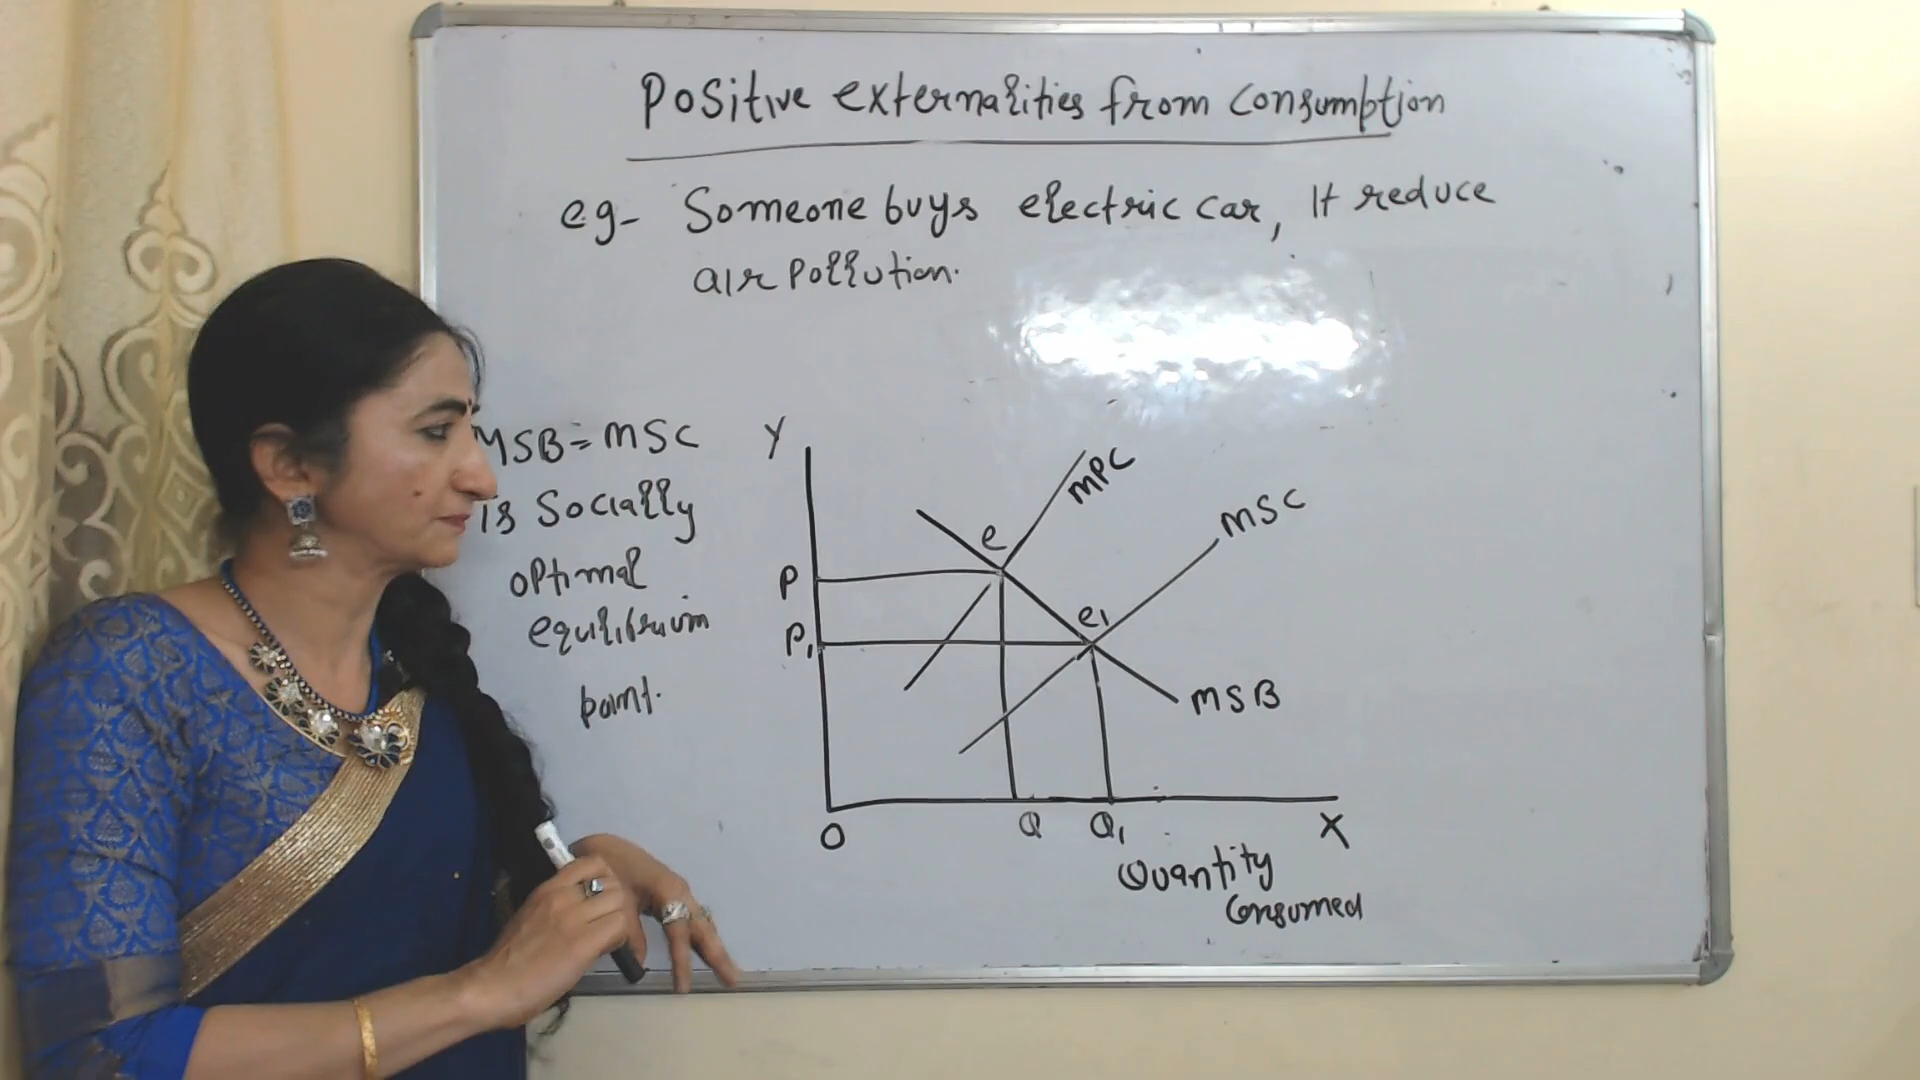 Positive externalities from consumption
eg- Someone buys electric car, It reduce
air pollution.
MSB = MSC
is Socially
optimal
equilibrium
point.
Y
MPC
MSC
e
P
e1
P1
MSB
O
Q
Q1
X
Quantity
Consumed